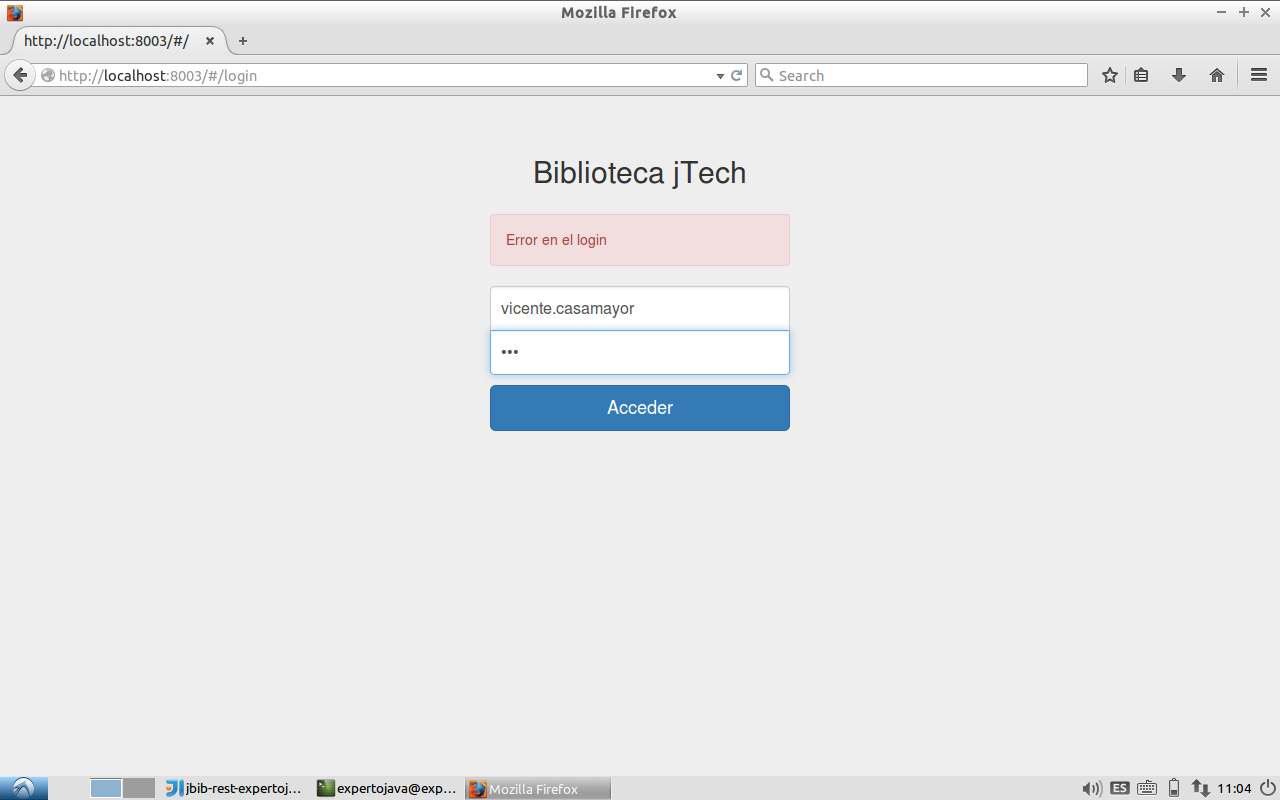 Mozilla Firefox
http://localhost:8003/#/
http://localhost:8003/#/login
Search
Biblioteca jTech
Error en el login
vicente.casamayor
•••
Acceder
jbib-rest-expertoj...
expertojava@exp...
Mozilla Firefox
ES
11:04